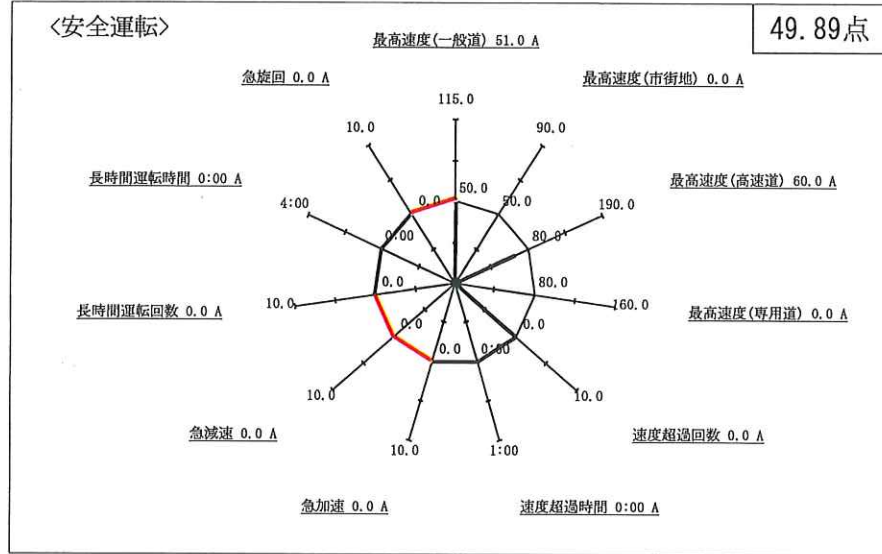 <安全運転>
49.89点
最高速度(一般道) 51.0 A
急旋回 0.0 A
最高速度(市街地) 0.0 A
115.0
10.0
90.0
長時間運転時間 0:00 A
最高速度(高速道) 60.0 A
4:00
190.0
0.0
50.0
50.0
0:00
80.0
0.0
80.0
長時間運転回数 0.0 A
10.0
160.0
最高速度(専用道) 0.0 A
0.0
0.0
0.0
0:00
10.0
10.0
急減速 0.0 A
速度超過回数 0.0 A
10.0
1:00
急加速 0.0 A
速度超過時間 0:00 A